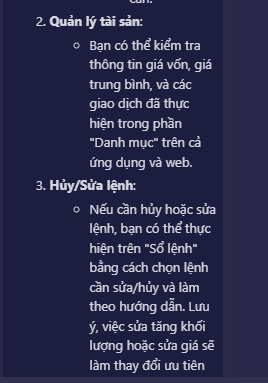 cần.
2. Quản lý tài sản:
Bạn có thể kiểm tra
thông tin giá vốn, giá
trung bình, và các
giao dịch đã thực
hiện trong phần
"Danh mục" trên cả
ứng dụng và web.
3. Hủy/Sửa lệnh:
Nếu cần hủy hoặc sửa
lệnh, bạn có thể thực
hiện trên "Sổ lệnh"
bằng cách chọn lệnh
cần sửa/hủy và làm
theo hướng dẫn. Lưu
ý, việc sửa tăng khối
lượng hoặc sửa giá sẽ
làm thay đổi ưu tiên